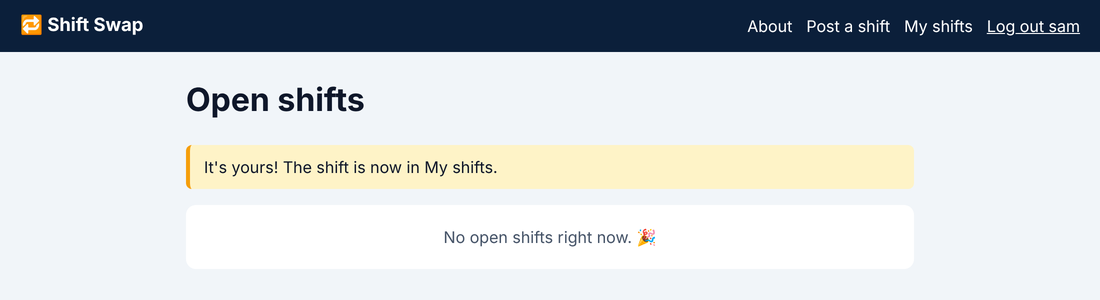 🔁 Shift Swap
About Post a shift My shifts Log out sam
Open shifts
It's yours! The shift is now in My shifts.
No open shifts right now. 🎉